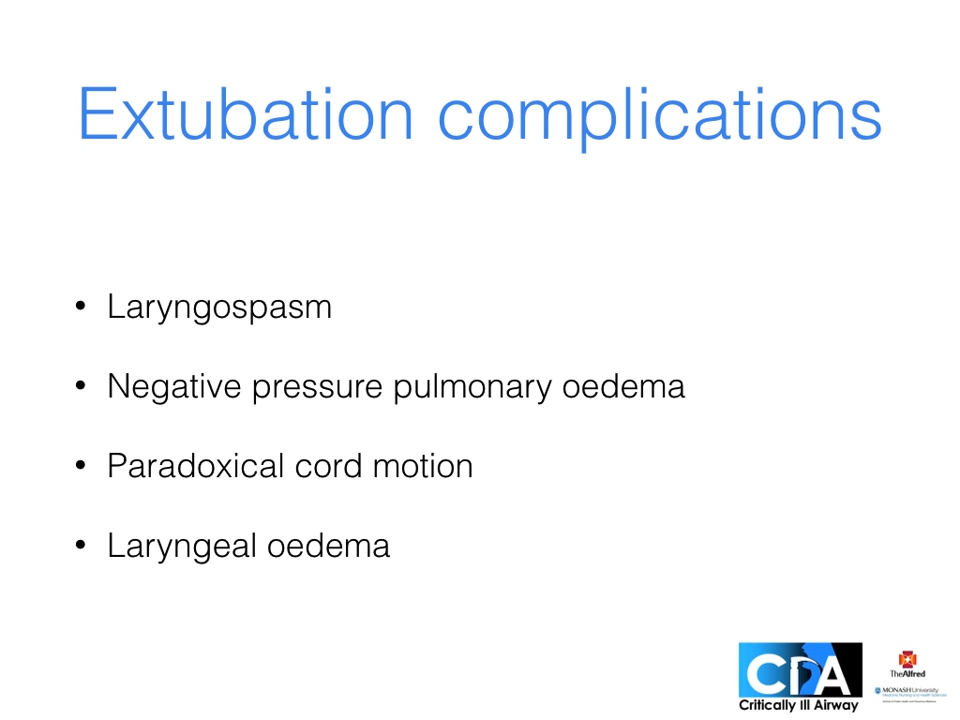 Extubation complications
• Laryngospasm
• Negative pressure pulmonary oedema
• Paradoxical cord motion
• Laryngeal oedema
CIA
Critically Ill Airway
TheAlfred
MONASH University